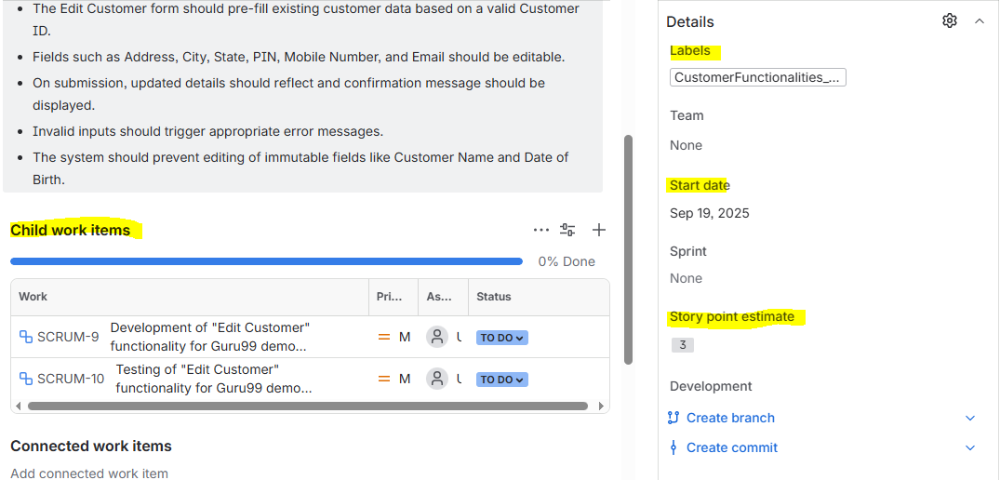 The Edit Customer form should pre-fill existing customer data based on a valid Customer
ID.
Fields such as Address, City, State, PIN, Mobile Number, and Email should be editable.
On submission, updated details should reflect and confirmation message should be
displayed.
Invalid inputs should trigger appropriate error messages.
The system should prevent editing of immutable fields like Customer Name and Date of
Birth.
Child work items
0% Done
Work Pri... As... Status
SCRUM-9 Development of "Edit Customer"
functionality for Guru99 demo... M TO DO
SCRUM-10 Testing of "Edit Customer"
functionality for Guru99 demo... M TO DO
Connected work items
Add connected work item
Details
Labels
CustomerFunctionalities_...
Team
None
Start date
Sep 19, 2025
Sprint
None
Story point estimate
3
Development
Create branch
Create commit